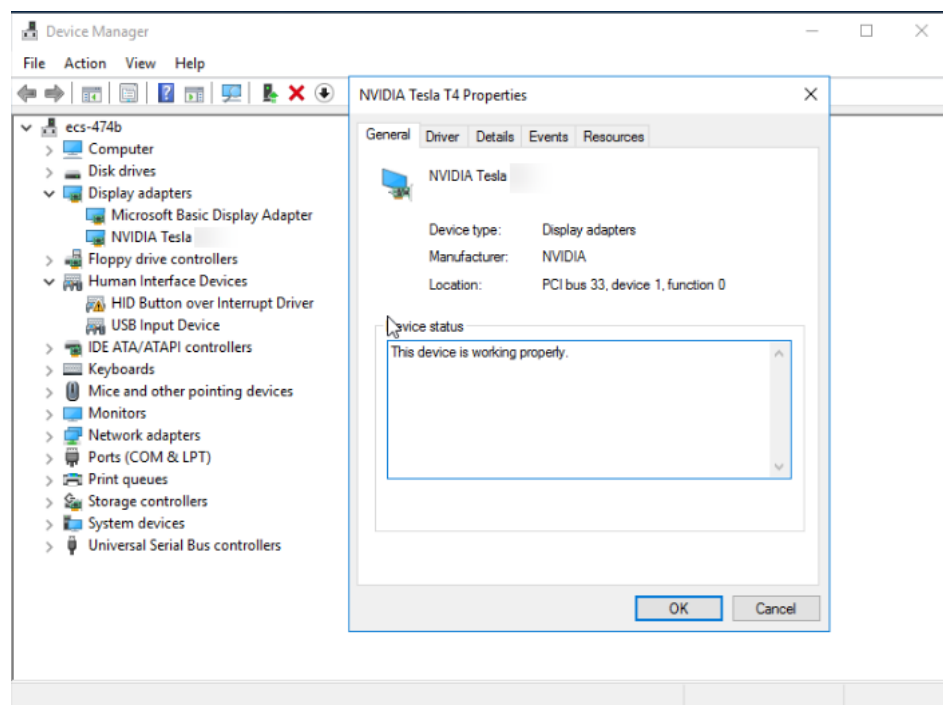 Device Manager
File Action View Help
ecs-474b
Computer
Disk drives
Display adapters
Microsoft Basic Display Adapter
NVIDIA Tesla
Floppy drive controllers
Human Interface Devices
HID Button over Interrupt Driver
USB Input Device
IDE ATA/ATAPI controllers
Keyboards
Mice and other pointing devices
Monitors
Network adapters
Ports (COM & LPT)
Print queues
Storage controllers
System devices
Universal Serial Bus controllers
NVIDIA Tesla T4 Properties
General Driver Details Events Resources
NVIDIA Tesla
Device type: Display adapters
Manufacturer: NVIDIA
Location: PCI bus 33, device 1, function 0
Device status
This device is working properly.
OK Cancel